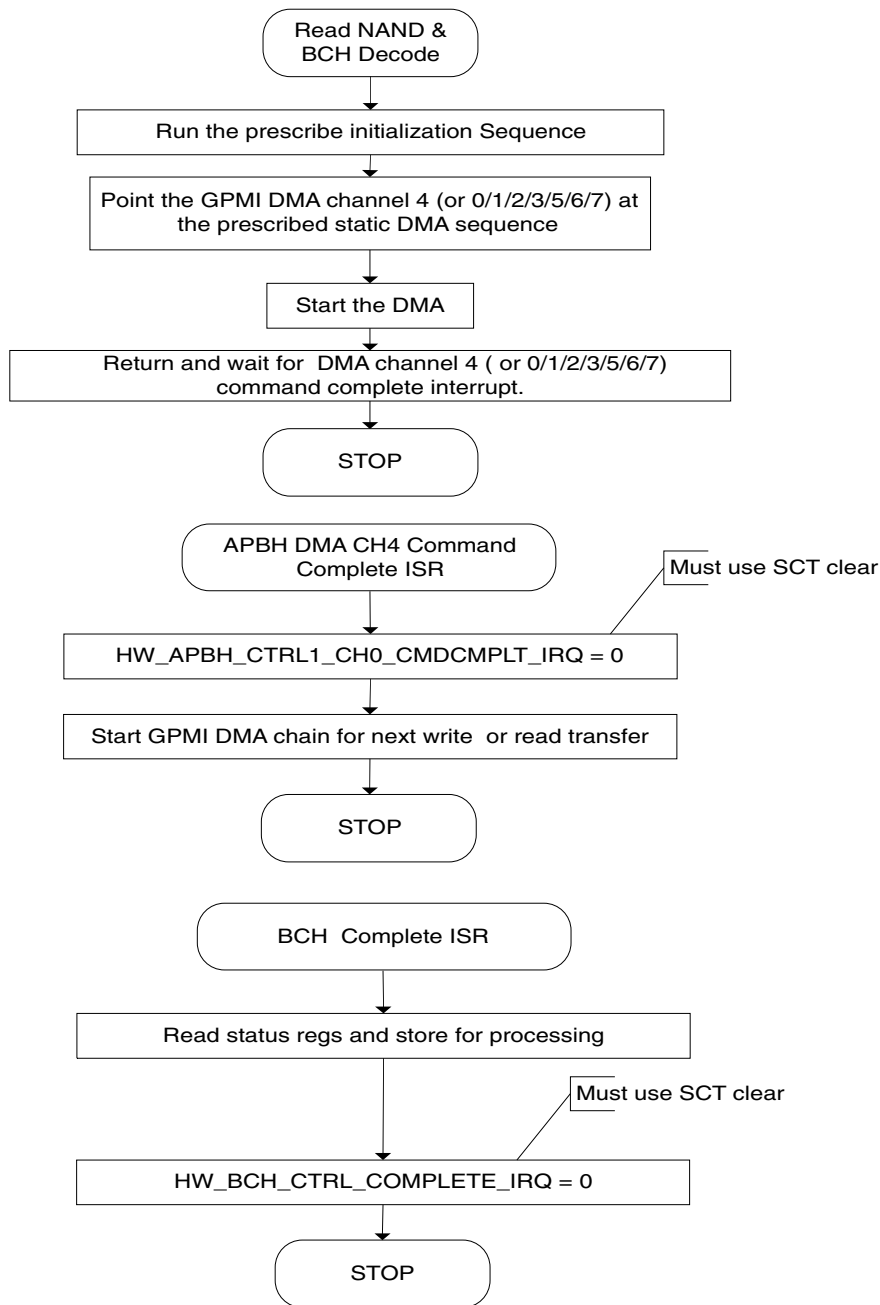 Read NAND &
BCH Decode
Run the prescribe initialization Sequence
Point the GPMI DMA channel 4 (or 0/1/2/3/5/6/7) at
the prescribed static DMA sequence
Start the DMA
Return and wait for DMA channel 4 ( or 0/1/2/3/5/6/7)
command complete interrupt.
STOP
APBH DMA CH4 Command
Complete ISR
Must use SCT clear
HW_APBH_CTRL1_CH0_CMDCMPLT_IRQ = 0
Start GPMI DMA chain for next write or read transfer
STOP
BCH Complete ISR
Read status regs and store for processing
Must use SCT clear
HW_BCH_CTRL_COMPLETE_IRQ = 0
STOP